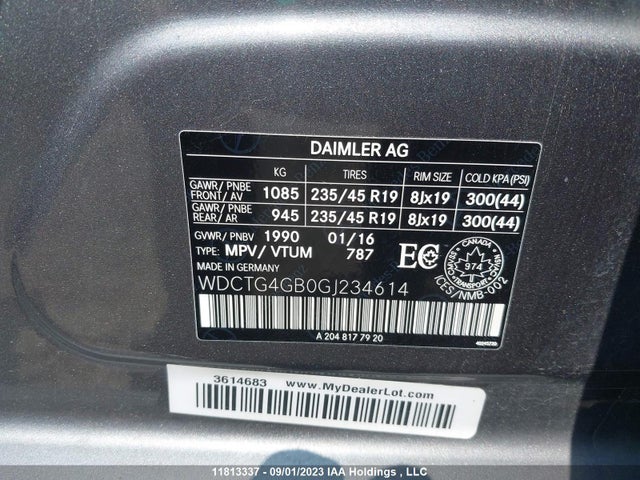 DAIMLER AG
KG TIRES RIM SIZE COLD KPA (PSI)
GAWR/ PNBE FRONT/ AV 1085 235/45 R19 8Jx19 300(44)
GAWR/ PNBE REAR/ AR 945 235/45 R19 8Jx19 300(44)
GVWR/ PNBV 1990 01/16
TYPE: MPV/ VTUM 787
MADE IN GERMANY
EC
CANADA
974
ICES/NMB-002
WDCTG4GB0GJ234614
A 204 817 79 20
3614683 www.MyDealerLot.com
11813337 - 09/01/2023 IAA Holdings , LLC